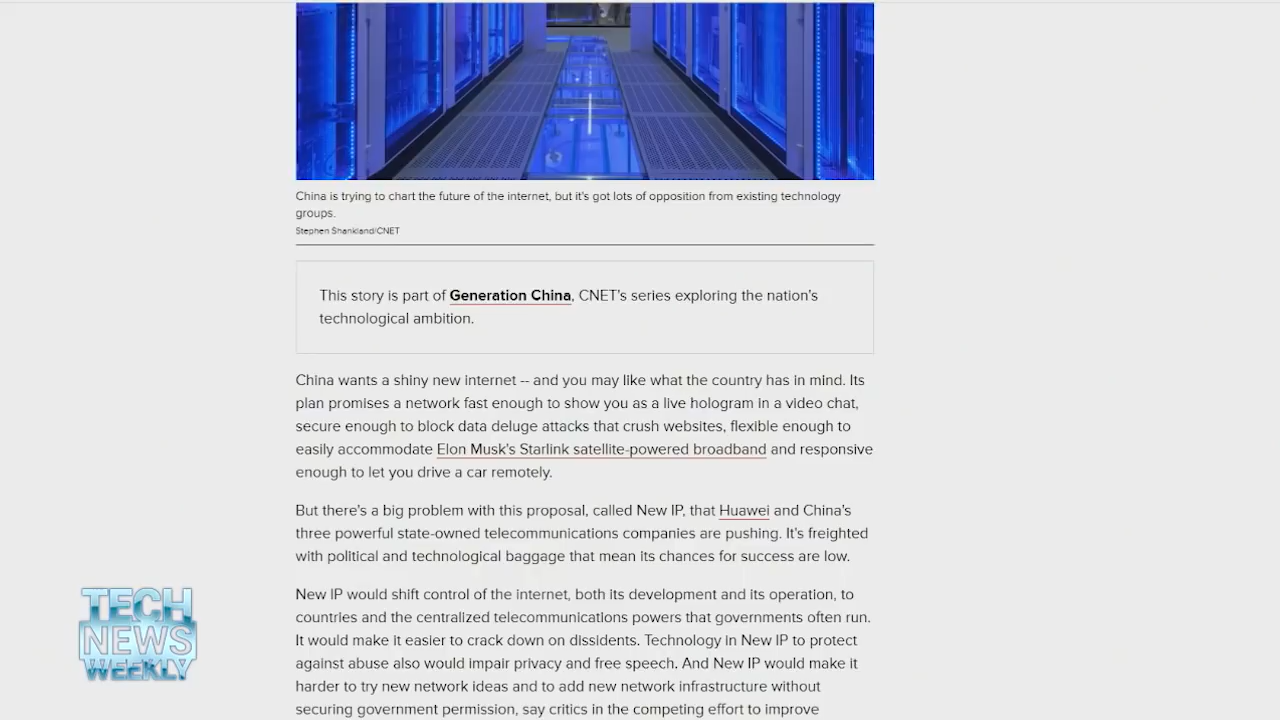 China is trying to chart the future of the internet, but it's got lots of opposition from existing technology
groups.
Stephen Shankland/CNET
This story is part of Generation China, CNET's series exploring the nation's
technological ambition.
China wants a shiny new internet -- and you may like what the country has in mind. Its
plan promises a network fast enough to show you as a live hologram in a video chat,
secure enough to block data deluge attacks that crush websites, flexible enough to
easily accommodate Elon Musk's Starlink satellite-powered broadband and responsive
enough to let you drive a car remotely.
But there's a big problem with this proposal, called New IP, that Huawei and China's
three powerful state-owned telecommunications companies are pushing. It's freighted
with political and technological baggage that mean its chances for success are low.
New IP would shift control of the internet, both its development and its operation, to
countries and the centralized telecommunications powers that governments often run.
It would make it easier to crack down on dissidents. Technology in New IP to protect
against abuse also would impair privacy and free speech. And New IP would make it
harder to try new network ideas and to add new network infrastructure without
securing government permission, say critics in the competing effort to improve
TECH
NEWS
WEEKLY